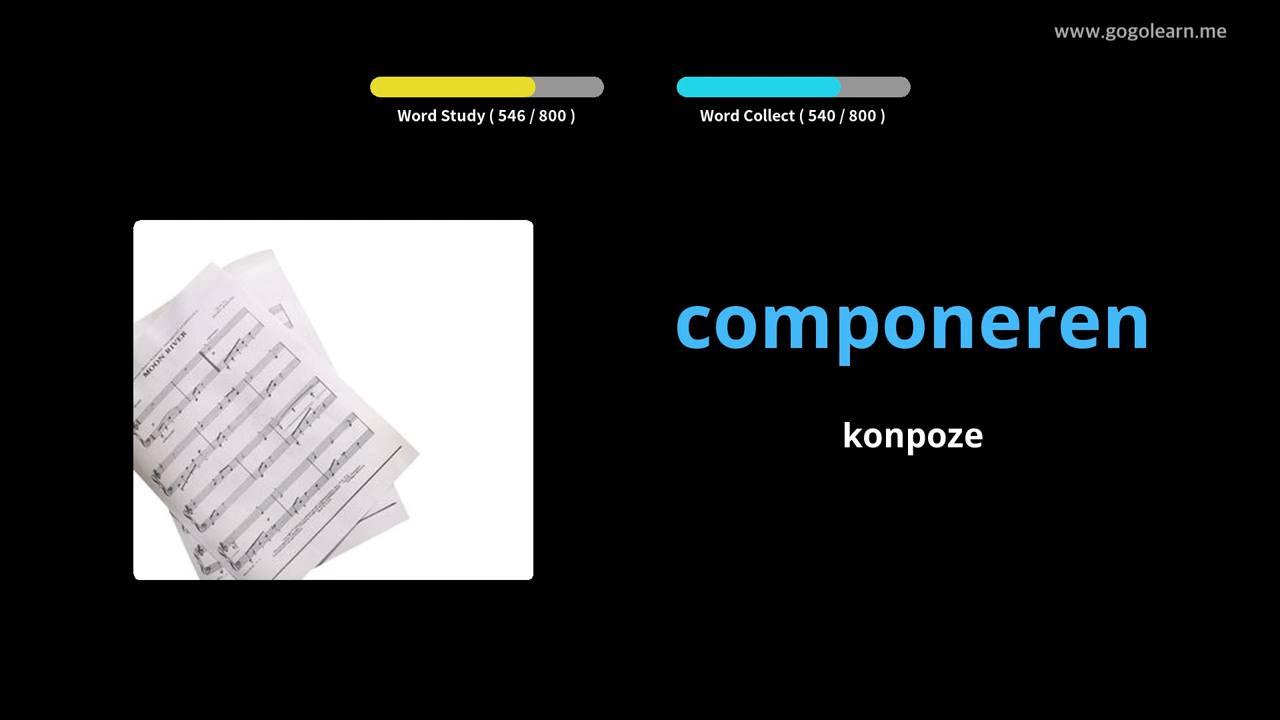 www.gogolearn.me
Word Study ( 546 / 800 )
Word Collect ( 540 / 800 )
MOON RIVER
componeren
konpoze